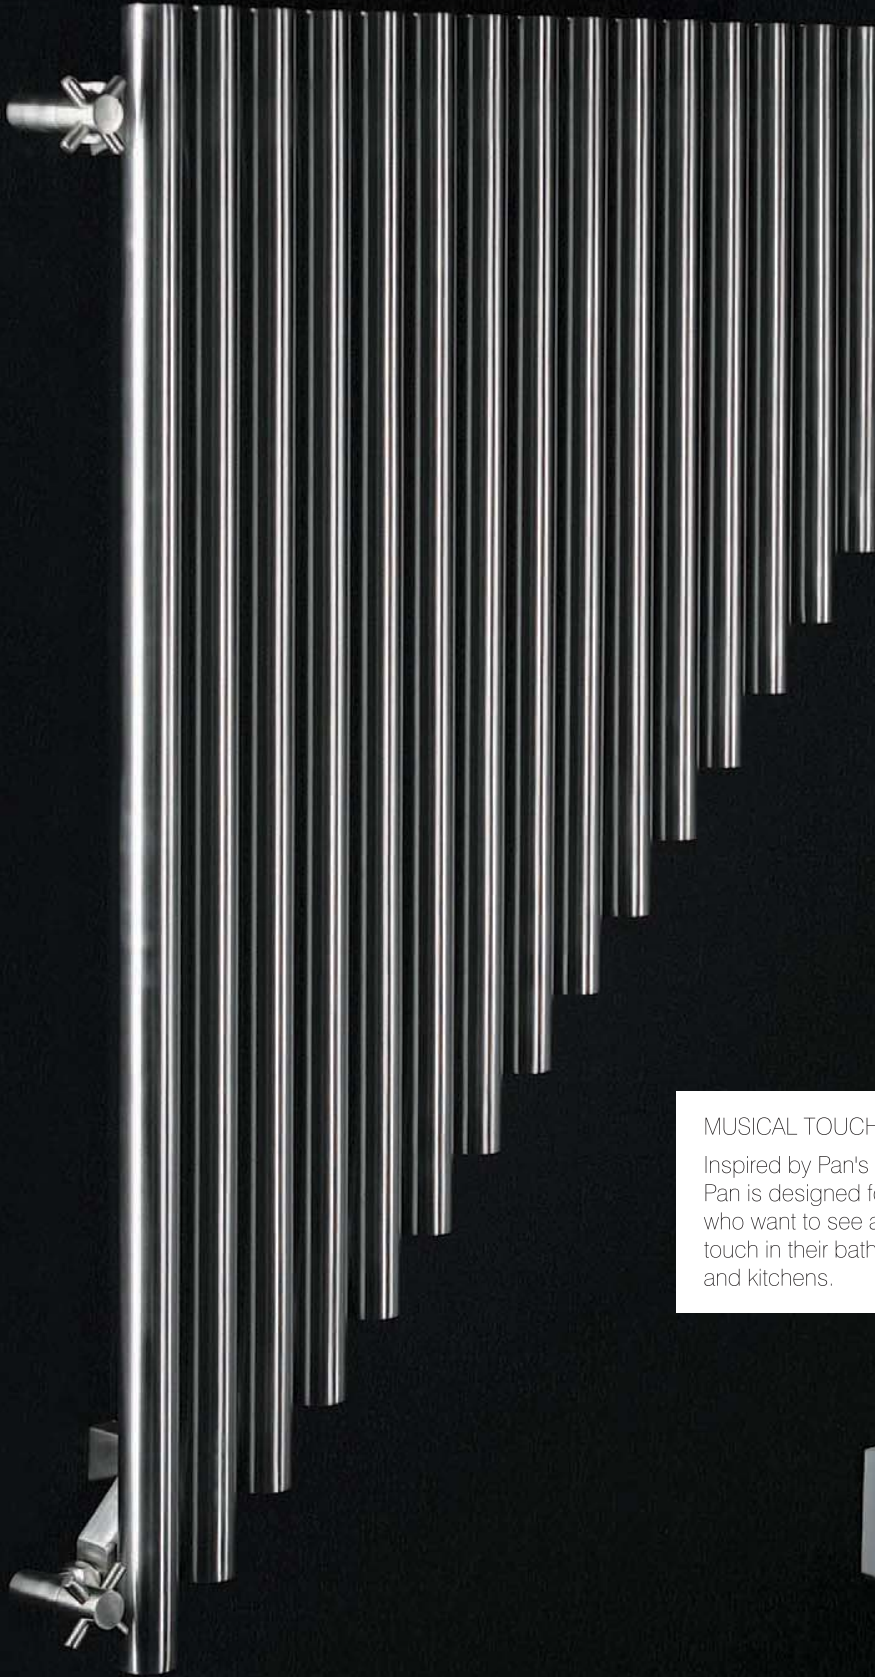 MUSICAL TOUCH
Inspired by Pan's
Pan is designed
who want to see a
touch in their bath
and kitchens.